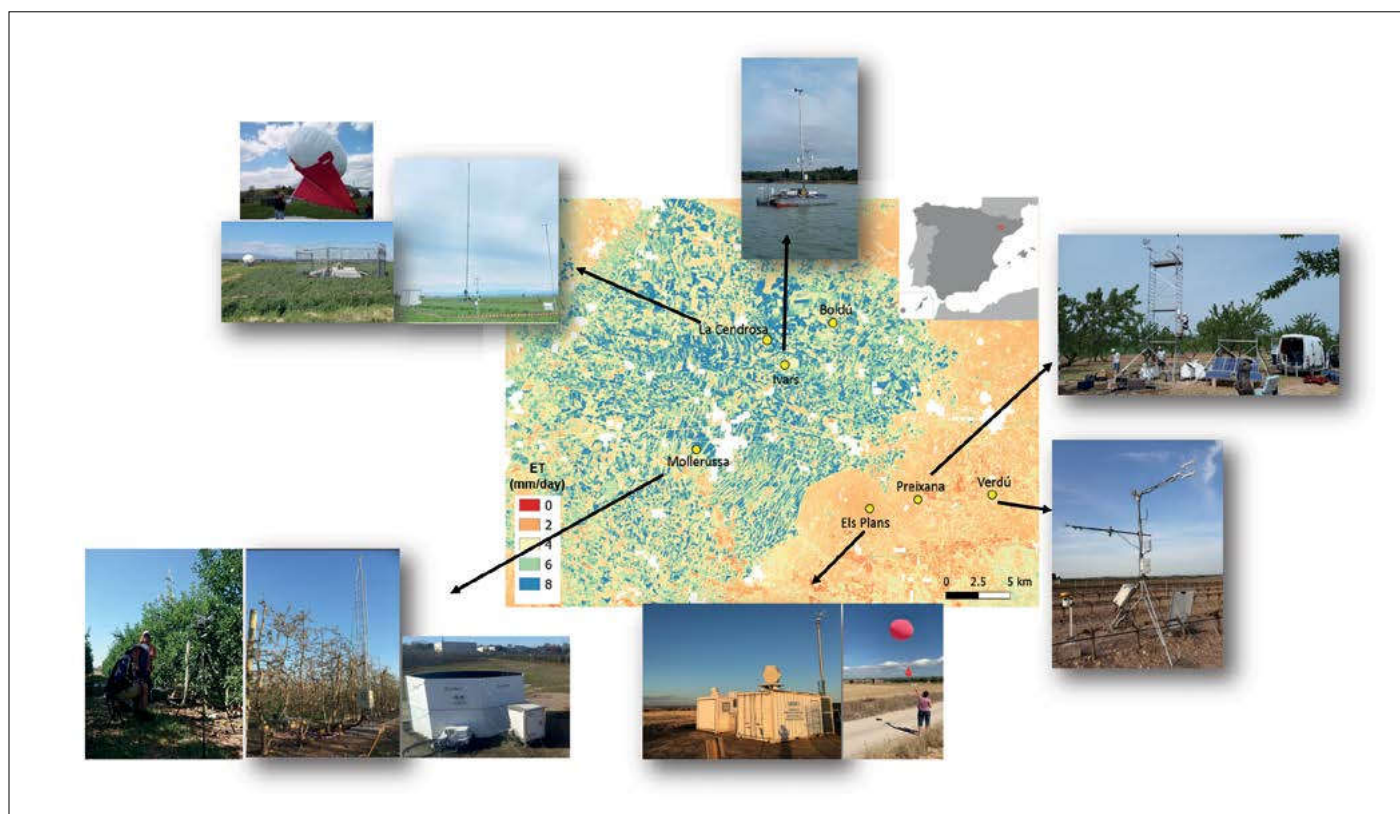 La Cendrosa
Boldú
Ivars
Mollerussa
Preixana
Verdú
Els Plans
ET
(mm/day)
0
2
4
6
8
0 2.5 5 km